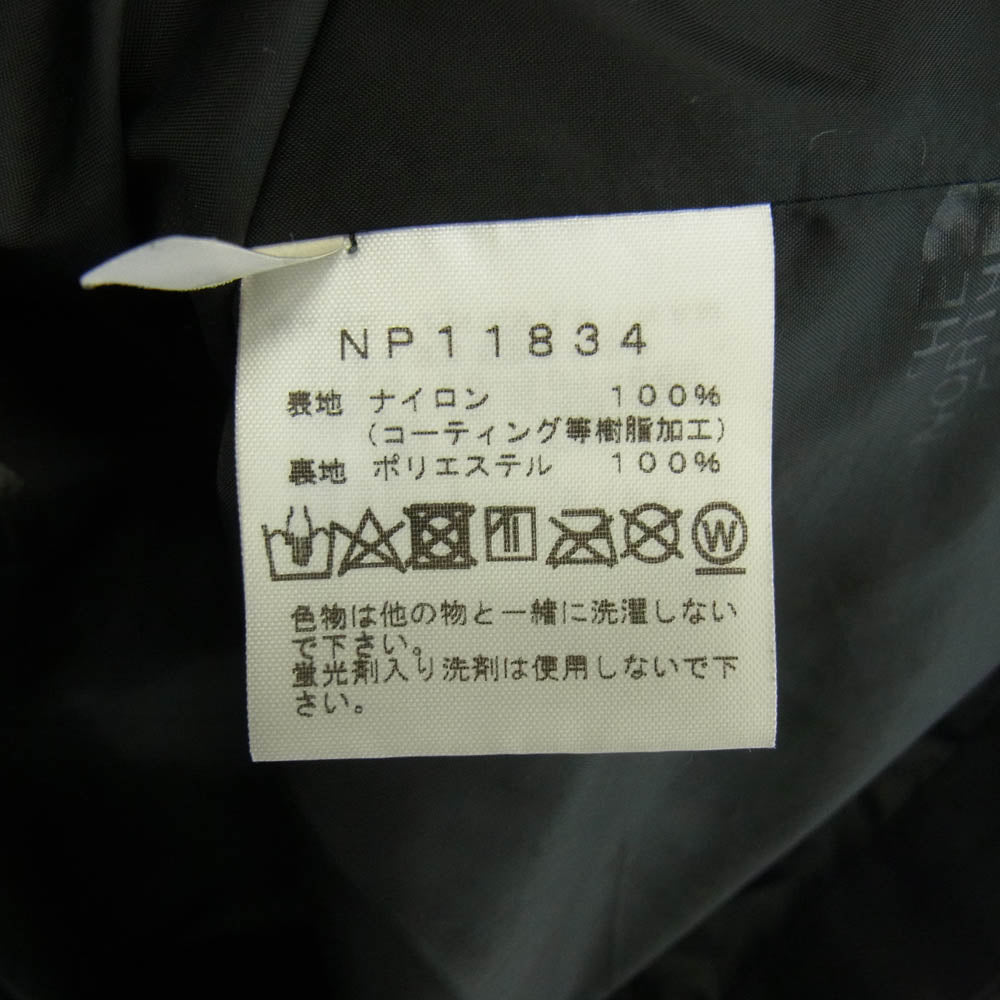 NP11834
表地 ナイロン 100%
(コーティング等樹脂加工)
裏地 ポリエステル 100%
W
色物は他の物と一緒に洗濯しない
で下さい。
蛍光剤入り洗剤は使用しないで下
さい。